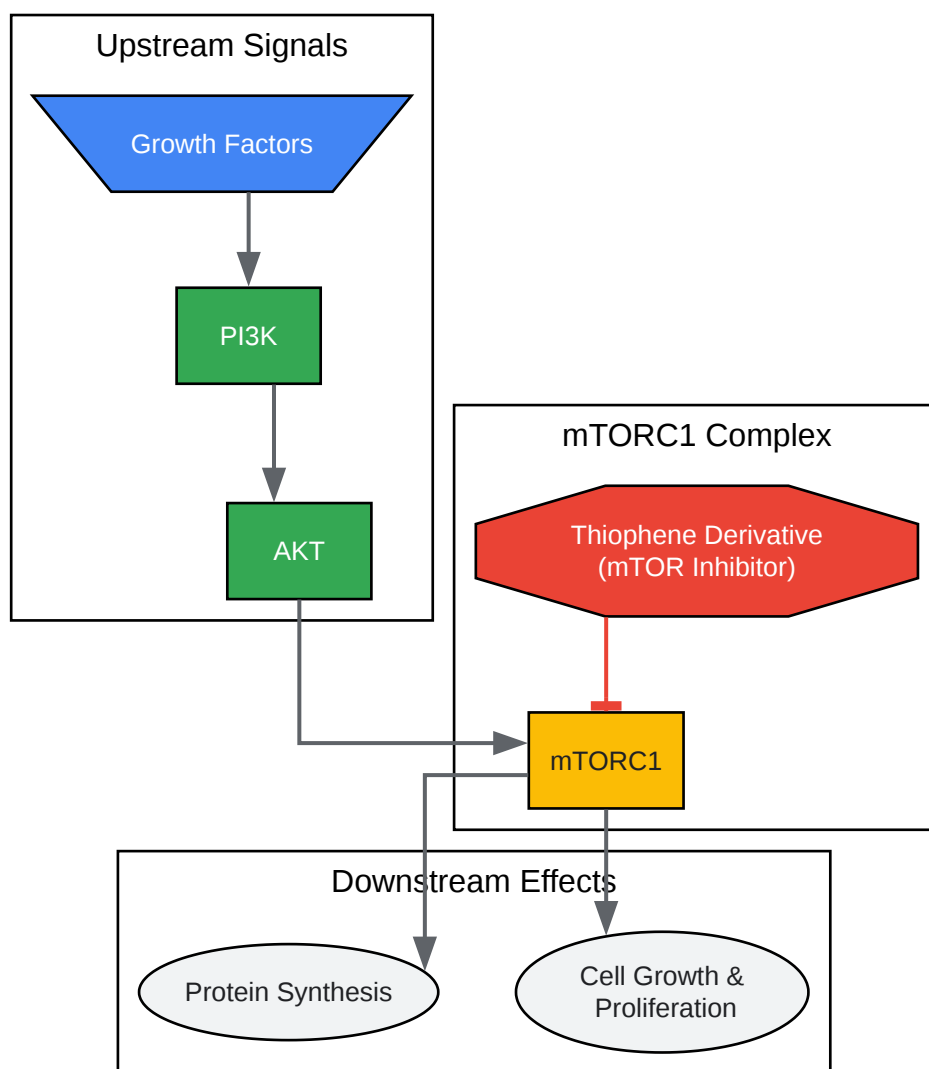 Upstream Signals
Growth Factors
PI3K
AKT
mTORC1 Complex
Thiophene Derivative
(mTOR Inhibitor)
mTORC1
Downstream Effects
Protein Synthesis
Cell Growth &
Proliferation